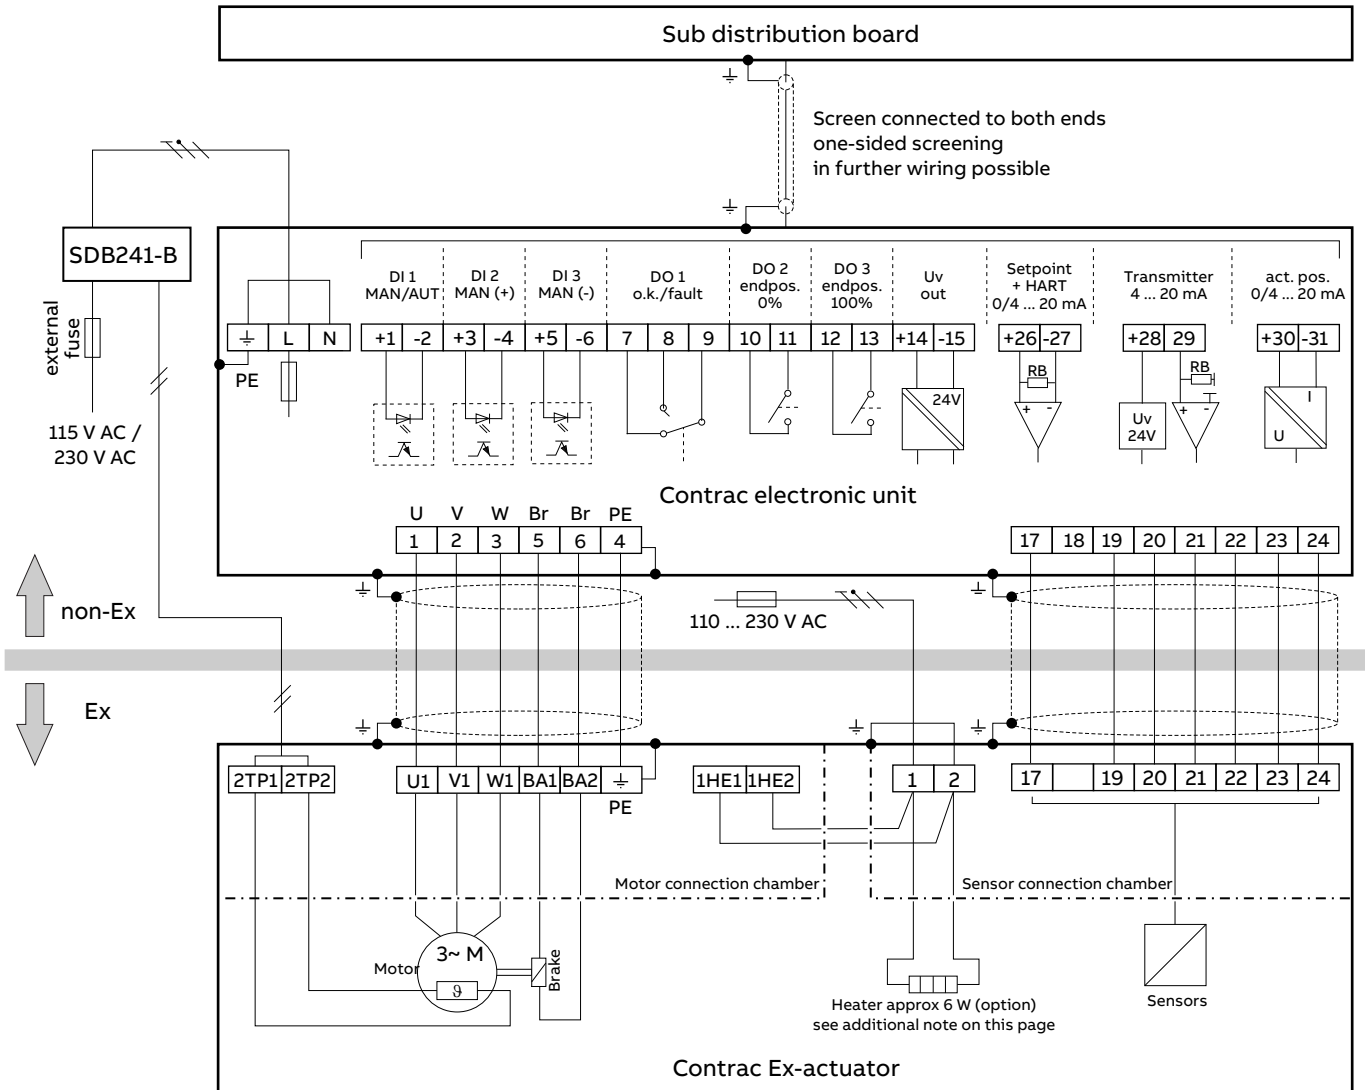 Sub distribution board
Screen connected to both ends
one-sided screening
in further wiring possible
SDB241-B
external
fuse
115 V AC /
230 V AC
DI 1
MAN/AUT
DI 2
MAN (+)
DI 3
MAN (-)
DO 1
o.k./fault
DO 2
endpos.
0%
DO 3
endpos.
100%
Uv
out
Setpoint
+ HART
0/4 ... 20 mA
Transmitter
4 ... 20 mA
act. pos.
0/4 ... 20 mA
L N +1 -2 +3 -4 +5 -6 7 8 9 10 11 12 13 +14 -15 +26 -27 +28 29 +30 -31
PE
24V
RB
+ -
Uv
24V
RB
+ -
I
U
Contrac electronic unit
U V W Br Br PE
1 2 3 5 6 4
17 18 19 20 21 22 23 24
non-Ex
110 ... 230 V AC
Ex
2TP1 2TP2
U1 V1 W1 BA1 BA2
PE
1HE1 1HE2
1 2
17 19 20 21 22 23 24
Motor connection chamber
Sensor connection chamber
3~ M
Motor
ϑ
Brake
Heater approx 6 W (option)
see additional note on this page
Sensors
Contrac Ex-actuator